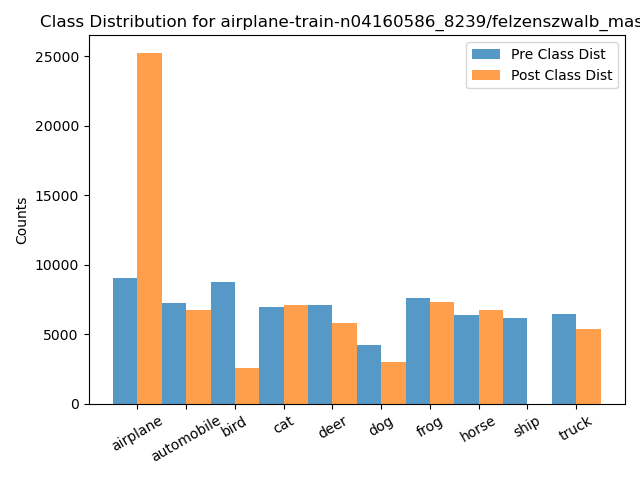 Class Distribution for airplane-train-n04160586_8239/felzenszwalb_mas
Pre Class Dist
Post Class Dist
Counts
25000
20000
15000
10000
5000
0
airplane
automobile
bird
cat
deer
dog
frog
horse
ship
truck